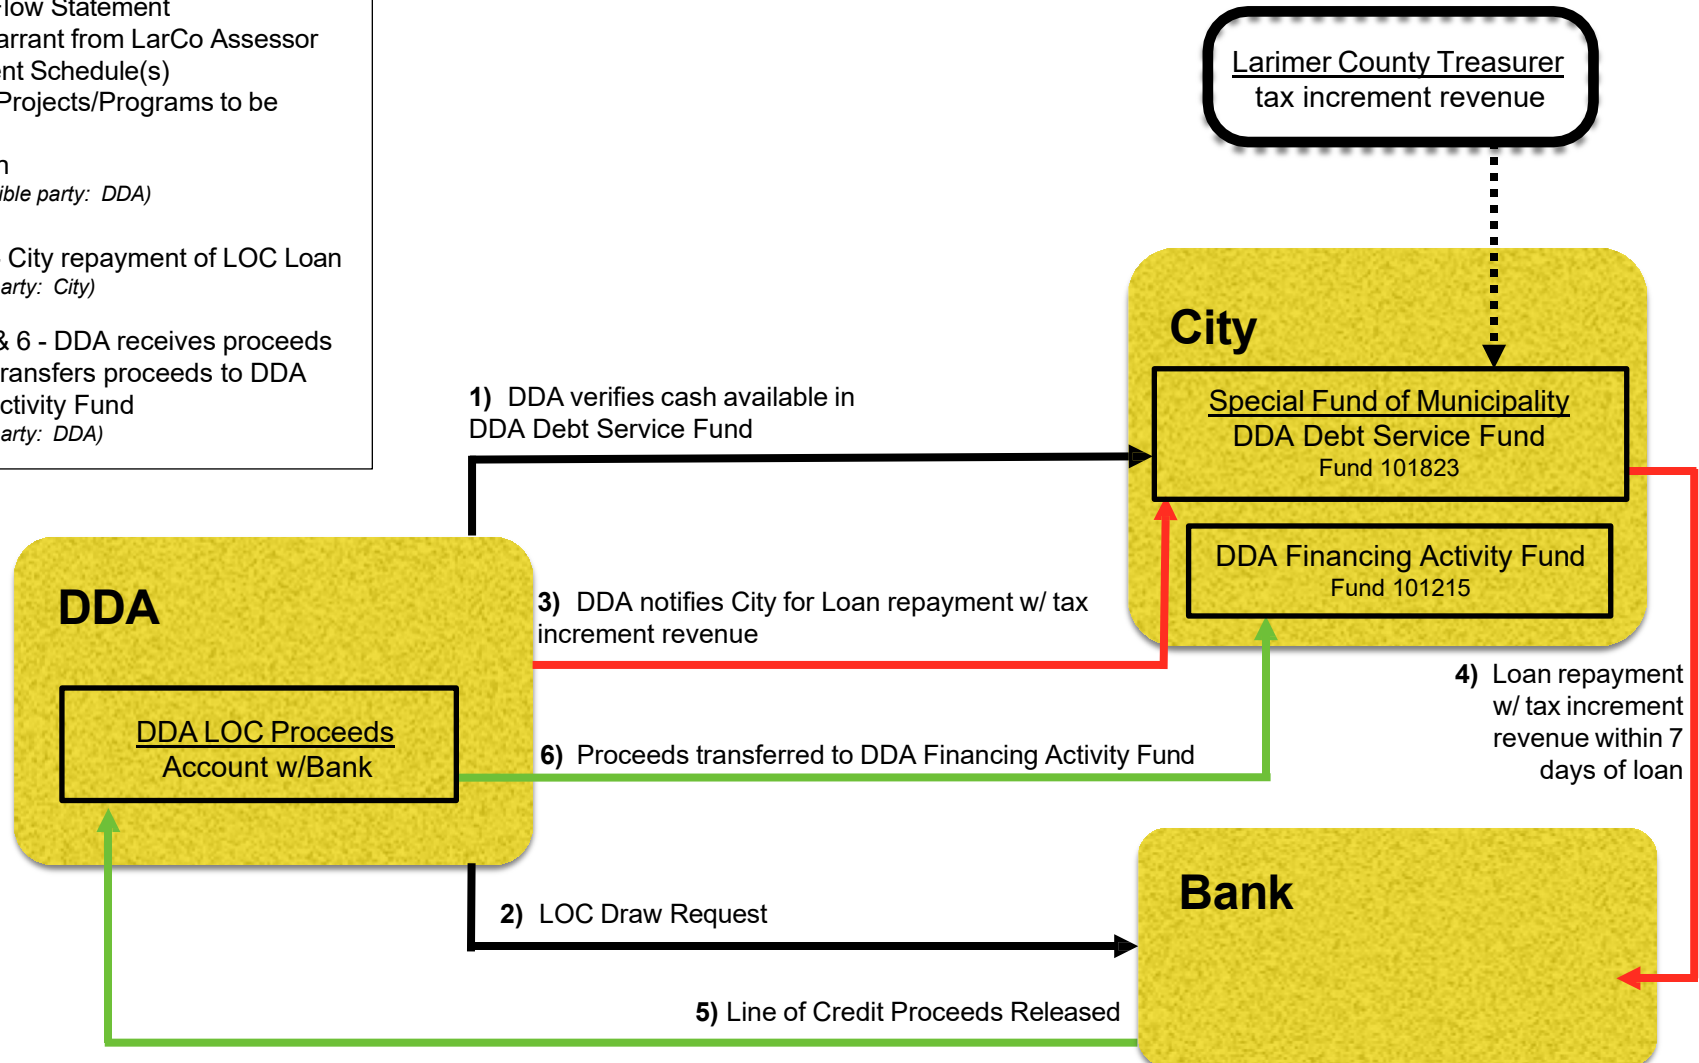 Flow Statement
arrant from LarCo Assessor
ent Schedule(s)
Projects/Programs to be
n
ible party: DDA)
- City repayment of LOC Loan
arty: City)
& 6 - DDA receives proceeds
ransfers proceeds to DDA
ctivity Fund
arty: DDA)
Larimer County Treasurer
tax increment revenue
City
Special Fund of Municipality
DDA Debt Service Fund
Fund 101823
DDA Financing Activity Fund
Fund 101215
1) DDA verifies cash available in
DDA Debt Service Fund
DDA
DDA LOC Proceeds
Account w/Bank
3) DDA notifies City for Loan repayment w/ tax
increment revenue
6) Proceeds transferred to DDA Financing Activity Fund
4) Loan repayment
w/ tax increment
revenue within 7
days of loan
2) LOC Draw Request
Bank
5) Line of Credit Proceeds Released